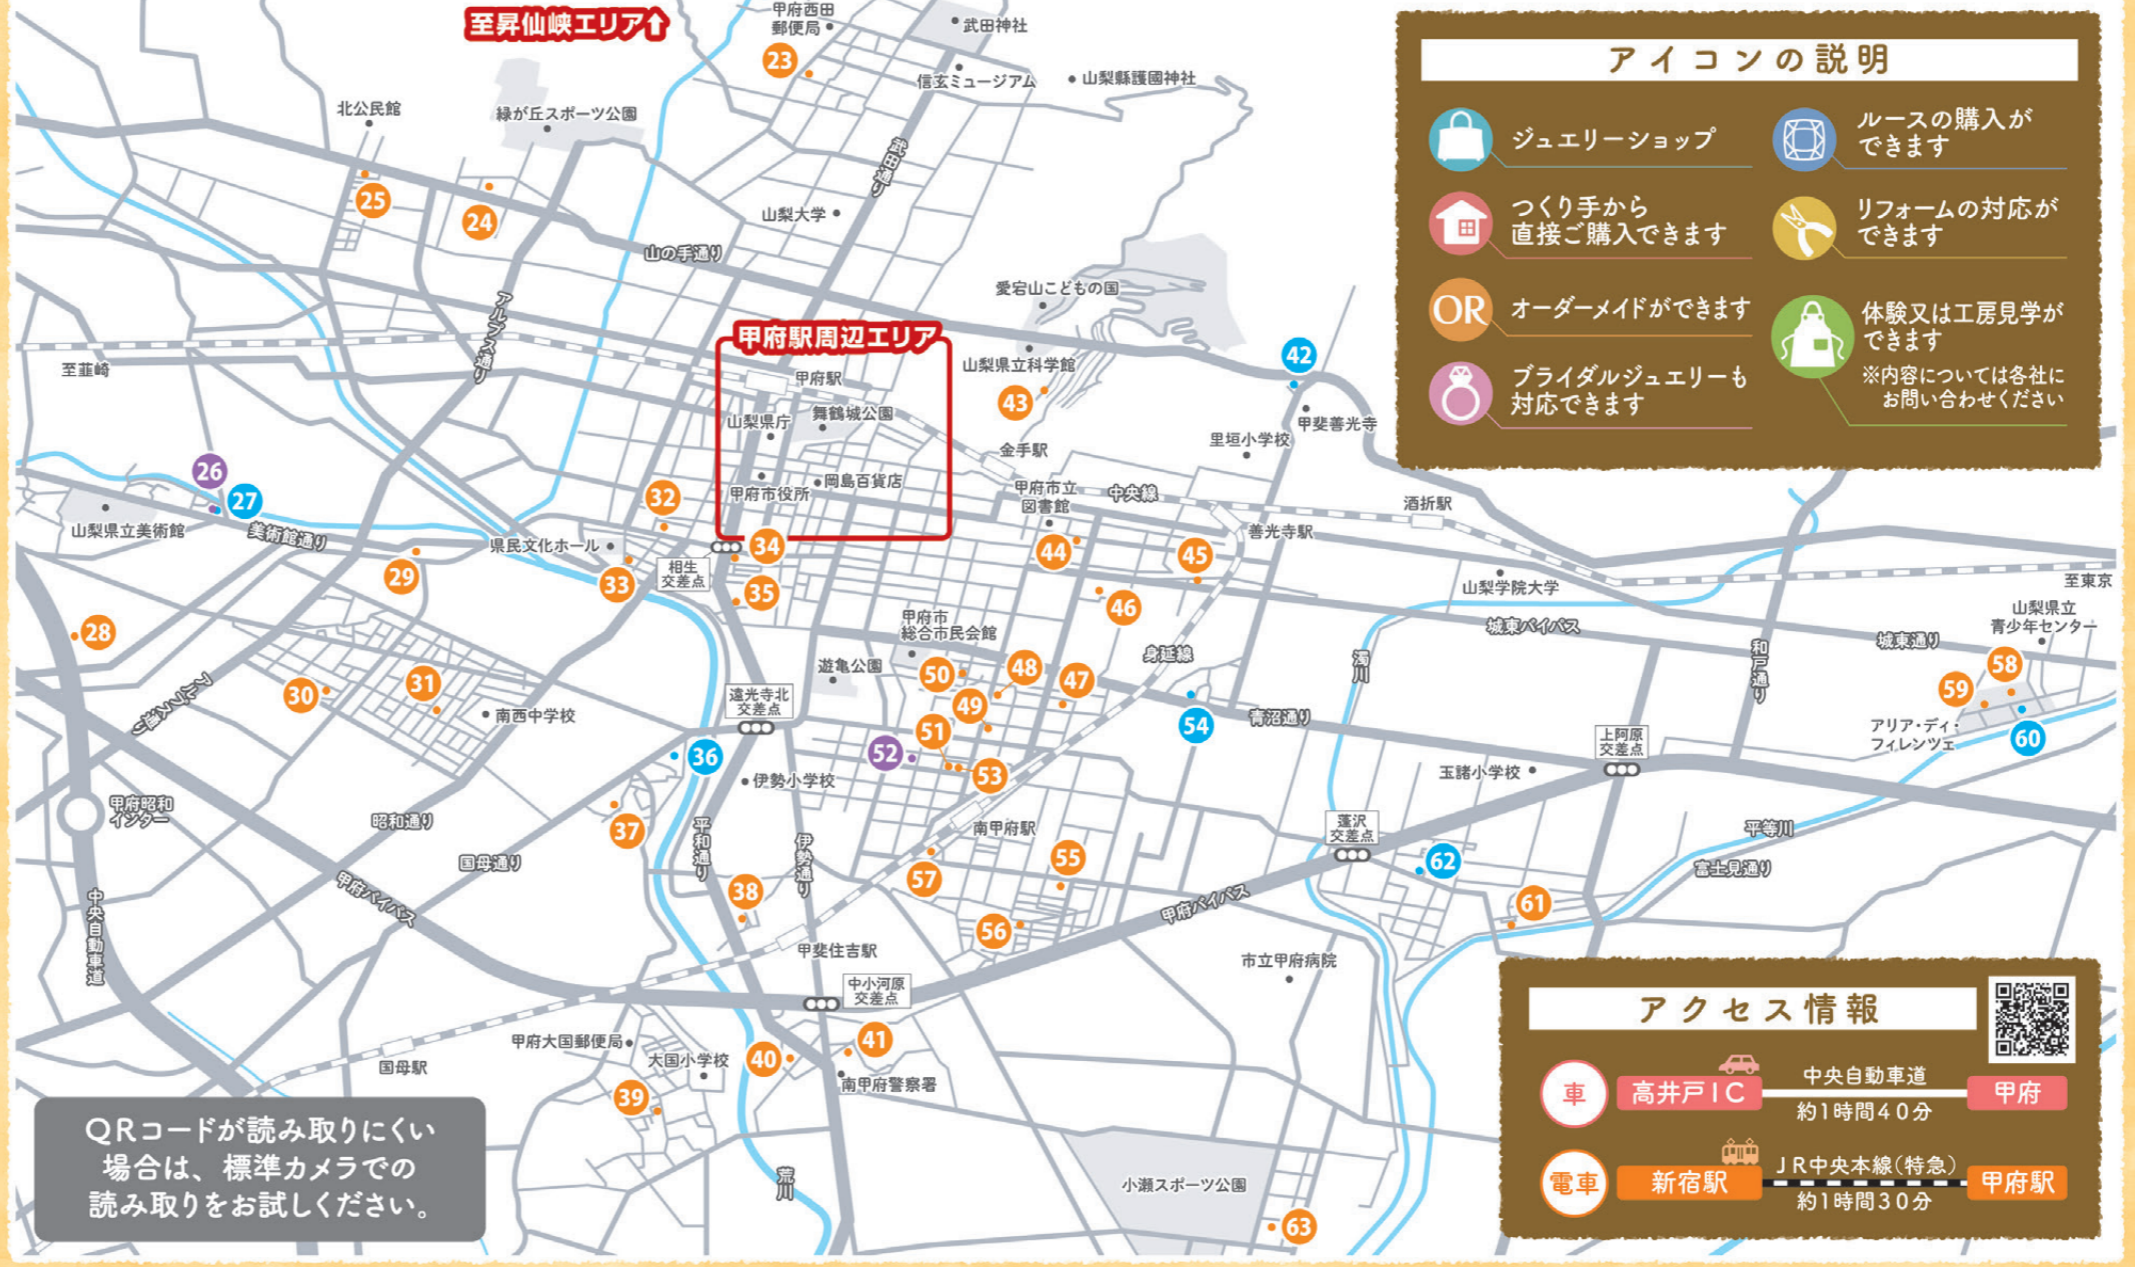 至昇仙峡エリア↑
甲府西田
郵便局
武田神社
23
信玄ミュージアム
山梨縣護國神社
北公民館
緑が丘スポーツ公園
武田通り
25
24
山梨大学
山の手通り
愛宕山こどもの国
アルプス通り
甲府駅周辺エリア
至韮崎
甲府駅
山梨県立科学館
42
43
山梨県庁
舞鶴城公園
甲斐善光寺
里垣小学校
金手駅
26
27
岡島百貨店
甲府市役所
甲府市立
図書館
中央線
酒折駅
32
山梨県立美術館
美術館通り
県民文化ホール
善光寺駅
34
44
45
29
33
相生
交差点
35
46
山梨学院大学
至東京
28
甲府市
総合市民会館
城東バイパス
山梨県立
青少年センター
城東通り
身延線
濁川
和戸通り
遊亀公園
50
48
47
58
59
30
31
アルプス通り
南西中学校
遠光寺北
交差点
49
51
54
青沼通り
アリア・ディ・
フィレンツェ
60
52
36
53
上阿原
交差点
伊勢小学校
玉諸小学校
甲府昭和
インター
昭和通り
37
平和通り
伊勢通り
南甲府駅
蓬沢
交差点
平等川
国母通り
55
62
富士見通り
57
甲府バイパス
38
甲府バイパス
61
中央自動車道
56
甲斐住吉駅
市立甲府病院
中小河原
交差点
甲府大国郵便局
41
大国小学校
40
国母駅
南甲府警察署
39
荒川
小瀬スポーツ公園
63
アイコンの説明
ジュエリーショップ
ルースの購入が
できます
つくり手から
直接ご購入できます
リフォームの対応が
できます
OR
オーダーメイドができます
体験又は工房見学が
できます
※内容については各社に
お問い合わせください
ブライダルジュエリーも
対応できます
アクセス情報
車
高井戸IC
中央自動車道
約1時間40分
甲府
電車
新宿駅
JR中央本線(特急)
約1時間30分
甲府駅
QRコードが読み取りにくい
場合は、標準カメラでの
読み取りをお試しください。